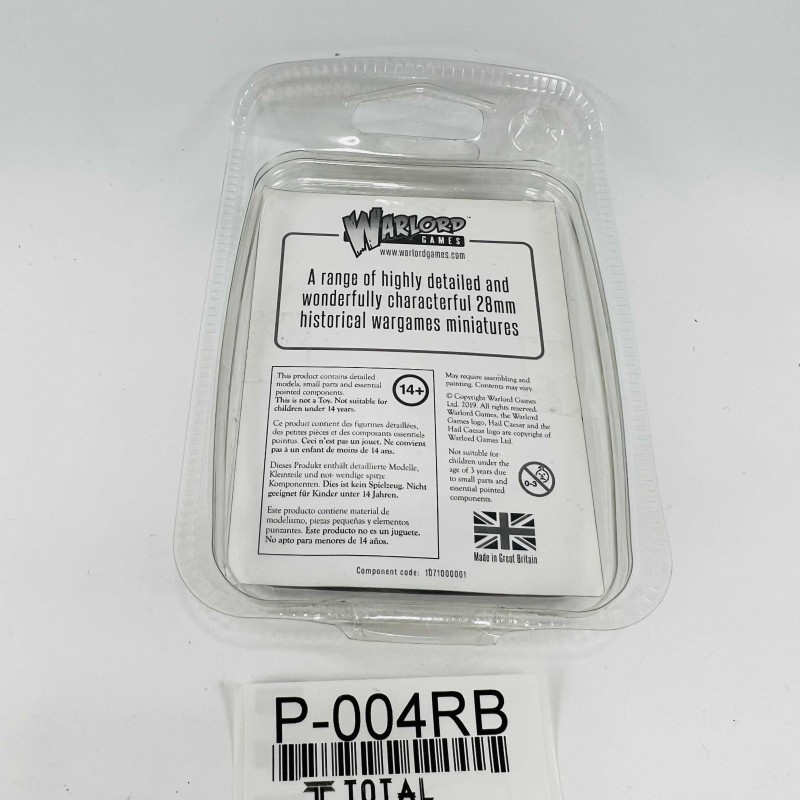 WARLORD
GAMES
www.warlordgames.com
A range of highly detailed and
wonderfully characterful 28mm
historical wargames miniatures
This product contains detailed
models, small parts and essential
pointed components.
This is not a Toy. Not suitable for
children under 14 years.
14+
Ce produit contient des figurines détaillées,
des petites pièces et des composants essentiels
pointus. Ceci n'est pas un jouet. Ne convient
pas à un enfant de moins de 14 ans.
Dieses Produkt enthält detaillierte Modelle,
Kleinteile und not-wendige spitze
Komponenten. Dies ist kein Spielzeug. Nicht
geeignet für Kinder unter 14 Jahren.
Este producto contiene material de
modelismo, piezas pequeñas y elementos
punzantes. Este producto no es un juguete.
No apto para menores de 14 años.
May require assembling and
painting. Contents may vary.
© Copyright Warlord Games
Ltd. 2019. All rights reserved.
Warlord Games, the Warlord
Games logo, Hail Caesar and the
Hail Caesar logo are copyright of
Warlord Games Ltd.
Not suitable for
children under the
age of 3 years due
to small parts and
essential pointed
components.
0-3
Made in Great Britain
Component code: 1071000001
P-004RB
TOTAL